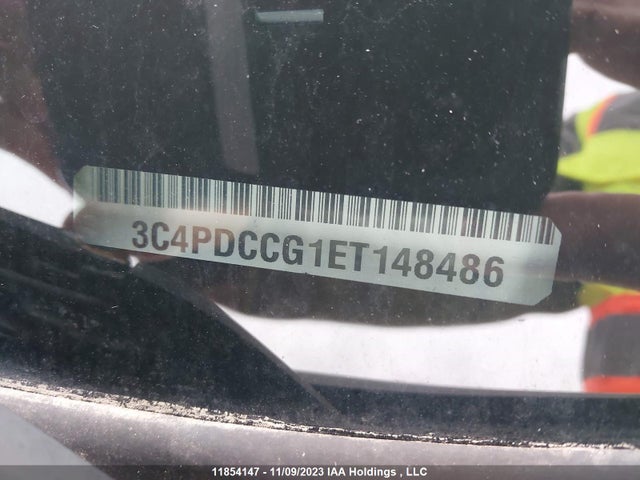 3C4PDCCG1ET148486
11854147 - 11/09/2023 IAA Holdings , LLC